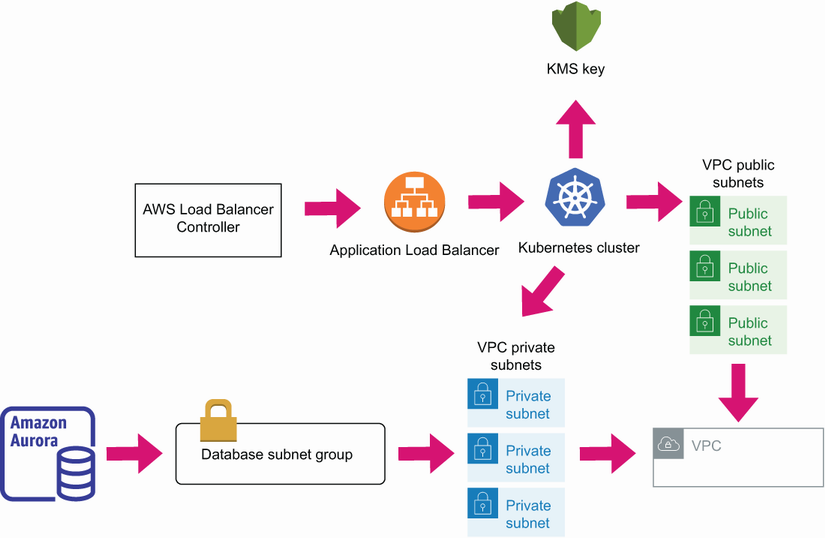 KMS key
VPC public
subnets
AWS Load Balancer
Controller
Application Load Balancer
Kubernetes cluster
Public
subnet
Public
subnet
Public
subnet
VPC private
subnets
Private
subnet
Private
subnet
Private
subnet
Amazon
Aurora
Database subnet group
VPC